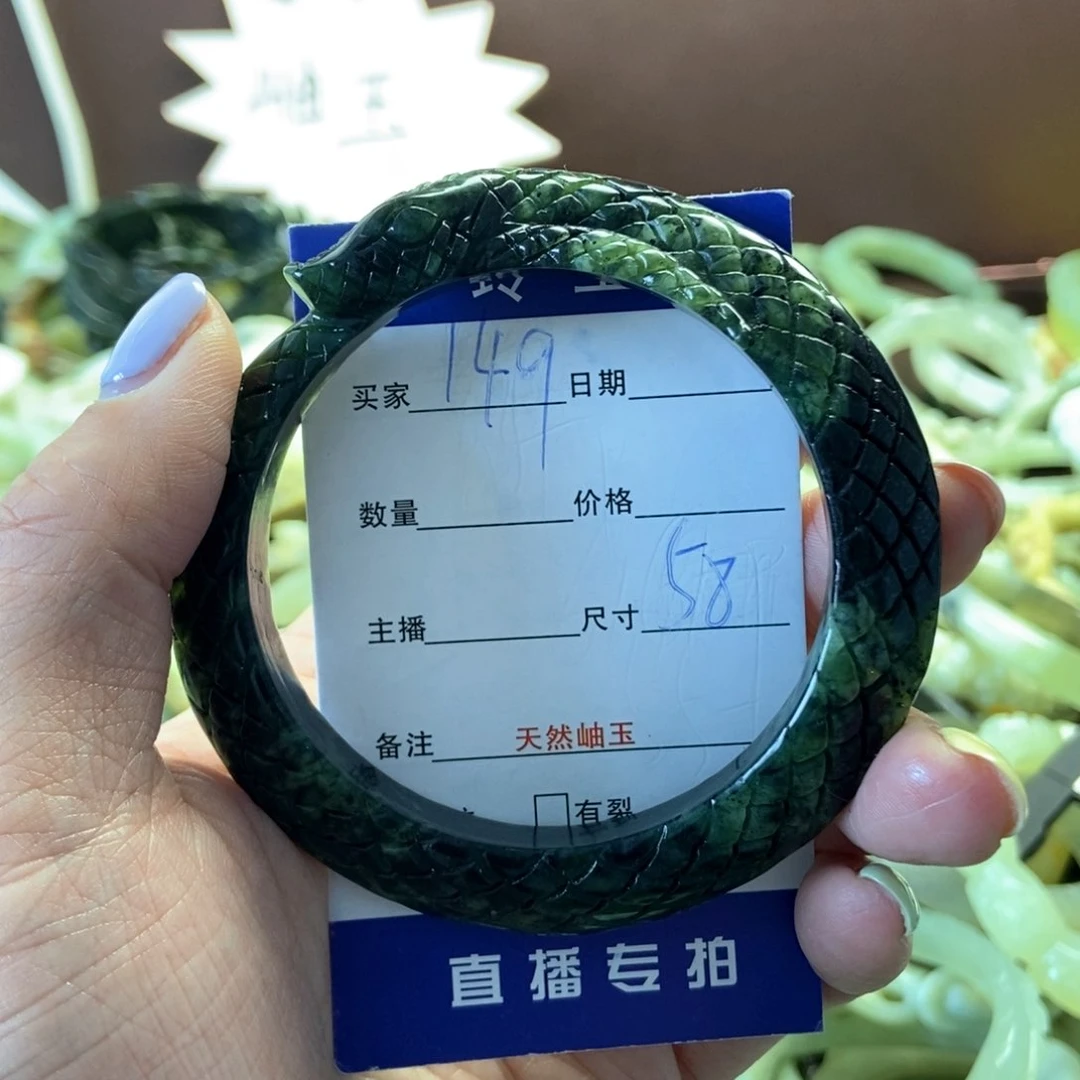 岫玉
149
买家 日期
数量 价格
58
主播 尺寸
备注 天然岫玉
有裂
直播专拍